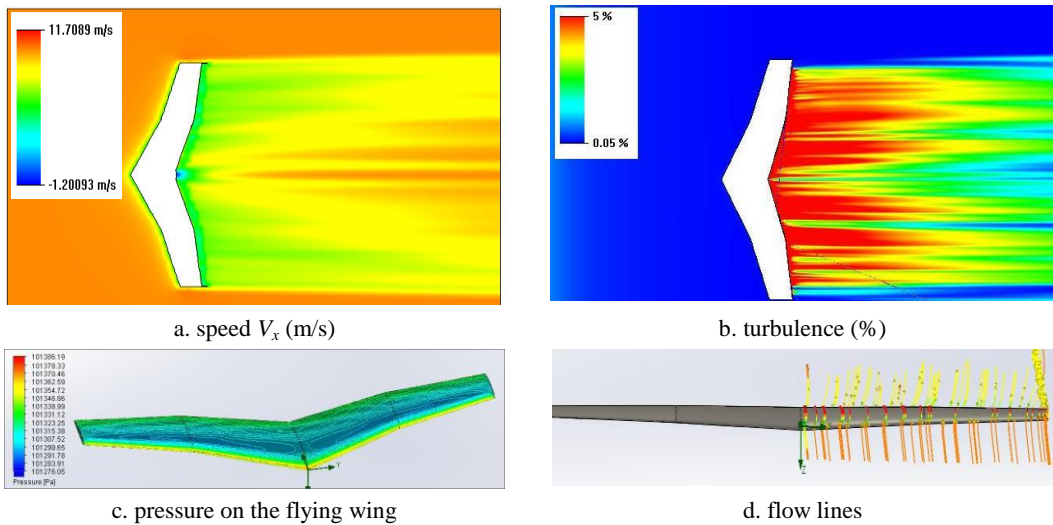 11.7089 m/s
-1.20093 m/s
5 %
0.05 %
a. speed Vx (m/s)
b. turbulence (%)
101386.19
101378.33
101370.46
101362.59
101354.72
101346.86
101338.99
101331.12
101323.25
101315.38
101307.52
101299.65
101291.78
101283.91
101276.05
Pressure [Pa]
Y
Z
c. pressure on the flying wing
d. flow lines